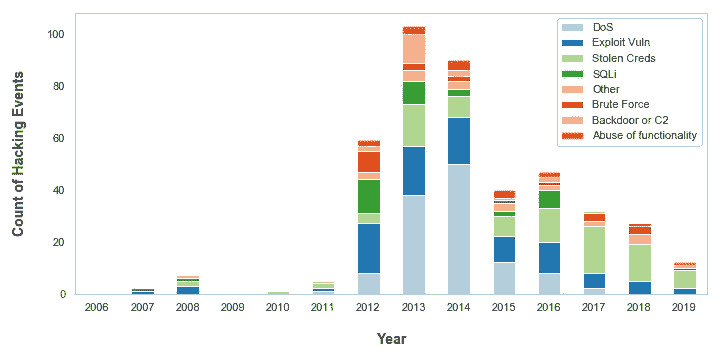 Count of Hacking Events
100
80
60
40
20
0
DoS
Exploit Vuln
Stolen Creds
SQLi
Other
Brute Force
Backdoor or C2
Abuse of functionality
2006 2007 2008 2009 2010 2011 2012 2013 2014 2015 2016 2017 2018 2019
Year